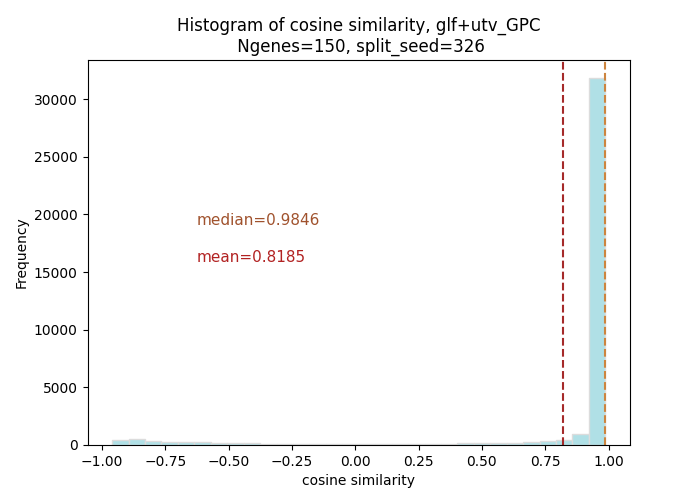 Histogram of cosine similarity, glf+utv_GPC
Ngenes=150, split_seed=326
Frequency
30000
25000
20000
15000
10000
5000
0
median=0.9846
mean=0.8185
−1.00 −0.75 −0.50 −0.25 0.00 0.25 0.50 0.75 1.00
cosine similarity